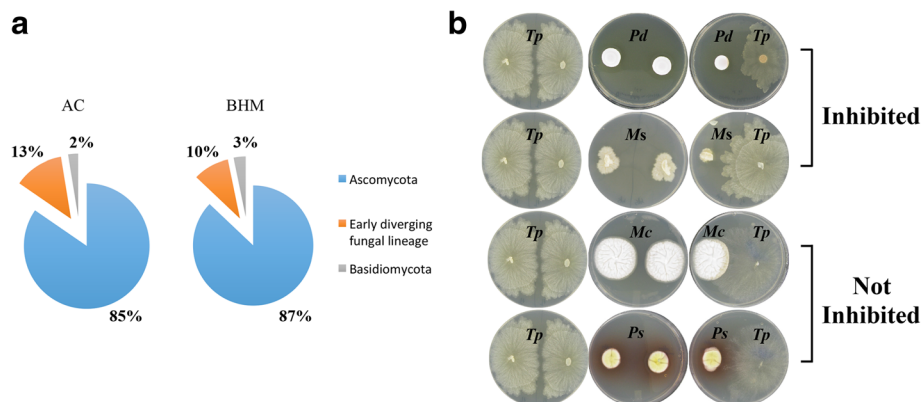 a
AC
BHM
13%
2%
85%
10%
3%
87%
Ascomycota
Early diverging
fungal lineage
Basidiomycota
b
Tp
Pd
Pd
Tp
Inhibited
Tp
Ms
Ms
Tp
Tp
Mc
Mc
Tp
Not
Inhibited
Tp
Ps
Ps
Tp